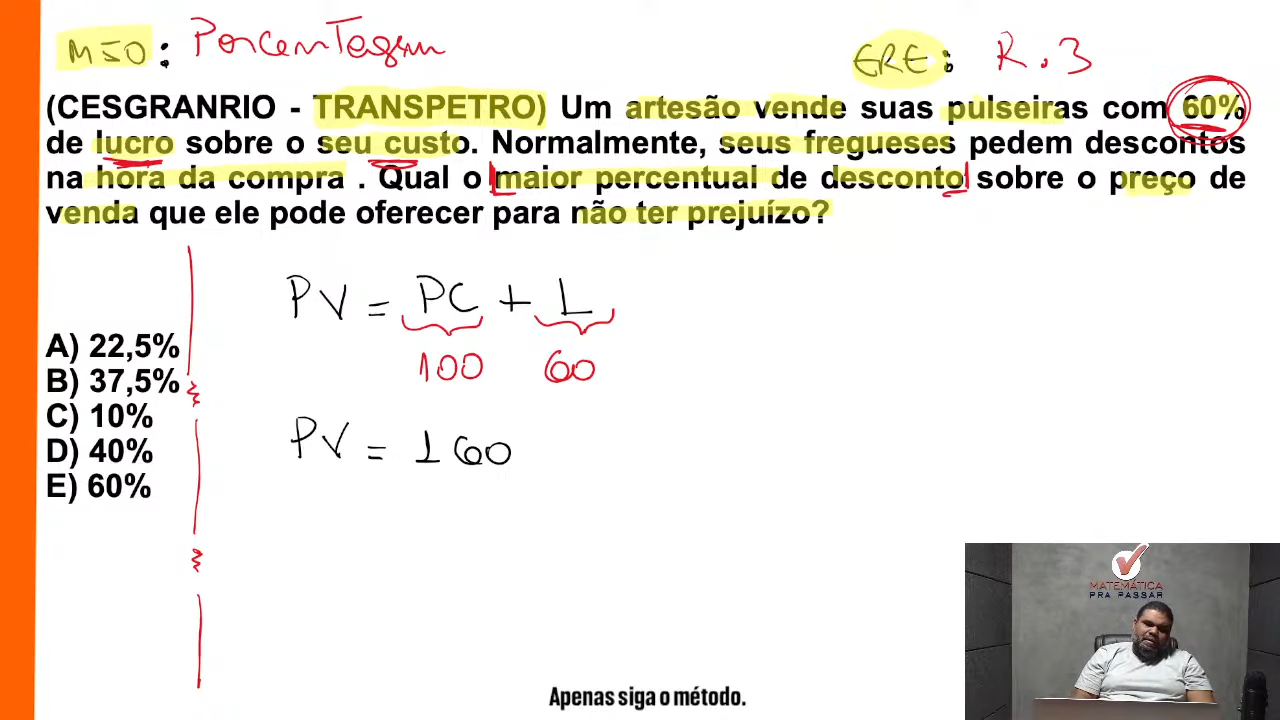 MÉO: Porcentagem
ERE: R.3
(CESGRANRIO - TRANSPETRO) Um artesão vende suas pulseiras com 60%
de lucro sobre o seu custo. Normalmente, seus fregueses pedem descontos
na hora da compra . Qual o maior percentual de desconto sobre o preço de
venda que ele pode oferecer para não ter prejuízo?
PV = PC + L
100 60
A) 22,5%
B) 37,5%
C) 10%
D) 40%
E) 60%
PV = 160
MATEMÁTICA
PRA PASSAR
Apenas siga o método.